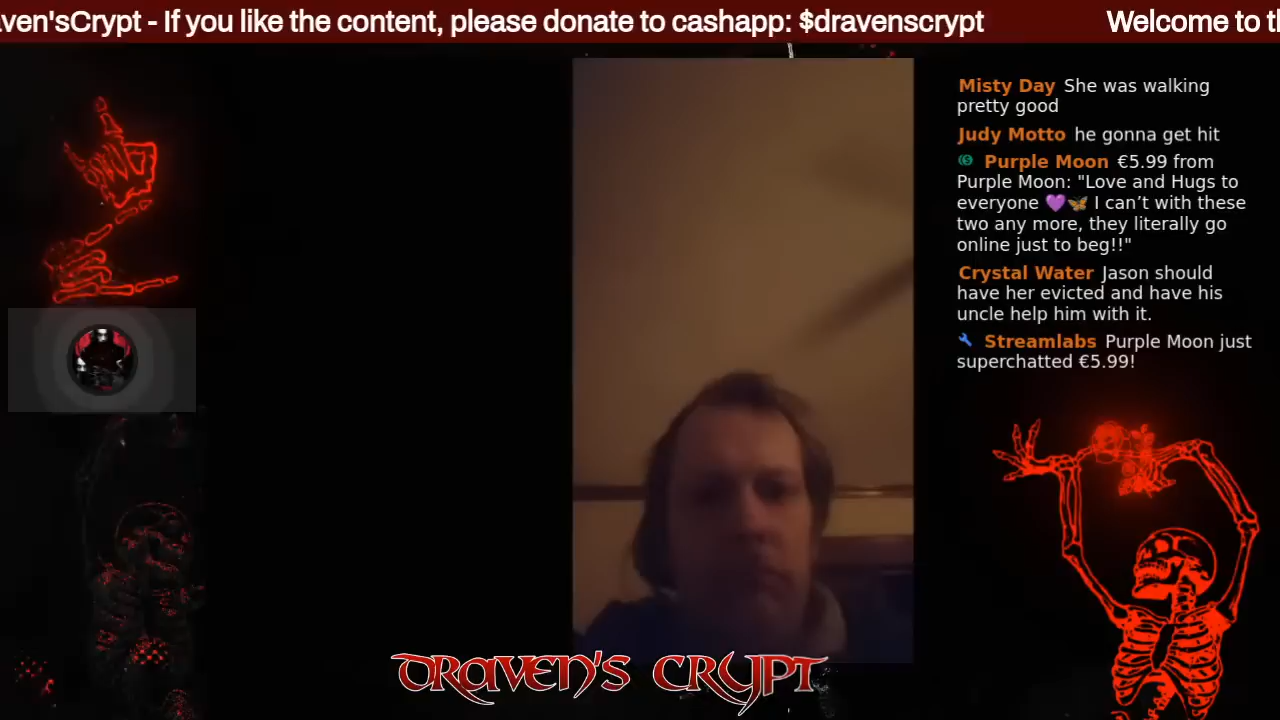 ven'sCrypt - If you like the content, please donate to cashapp: $dravenscrypt Welcome to th
Misty Day She was walking
pretty good
Judy Motto he gonna get hit
Purple Moon €5.99 from
Purple Moon: "Love and Hugs to
everyone 💜🦋 I can’t with these
two any more, they literally go
online just to beg!!"
Crystal Water Jason should
have her evicted and have his
uncle help him with it.
Streamlabs Purple Moon just
superchatted €5.99!
DRAVEN'S CRYPT